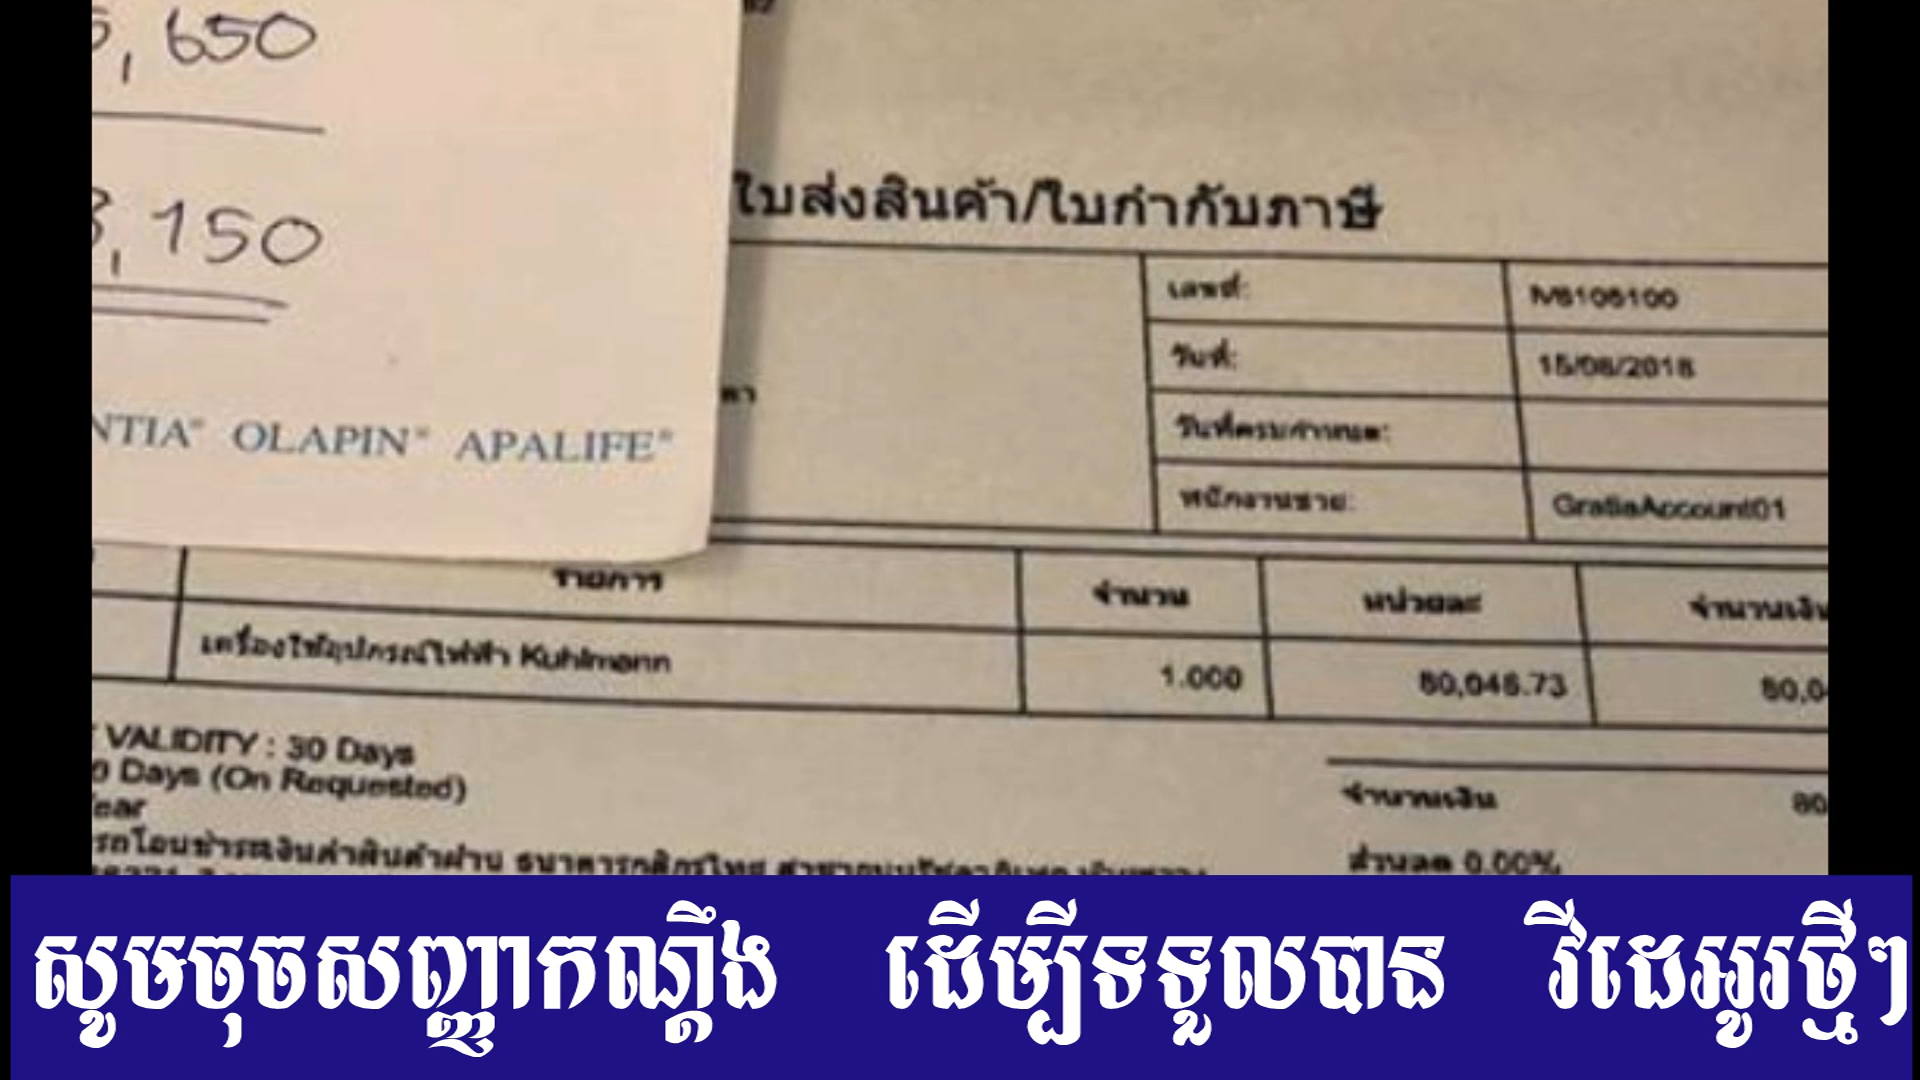 ,650
,150
NTIA® OLAPIN® APALIFE®
ใบส่งสินค้า/ใบกำกับภาษี
เลขที่:
วันที่: 15/08/2018
วันที่ครบกำหนด:
พนักงานขาย: GratiaAccount01
รายการ จำนวน หน่วยละ จำนวนเงิน
เครื่องใช้อุปกรณ์ไฟฟ้า Kuhlmann 1.000
VALIDITY : 30 Days
0 Days (On Requested)
จำนวนเงิน 80
ส่วนลด 0.00%
សូមចុចសញ្ញាកណ្ដឹង ដើម្បីទទួលបាន វីដេអូរថ្មីៗ